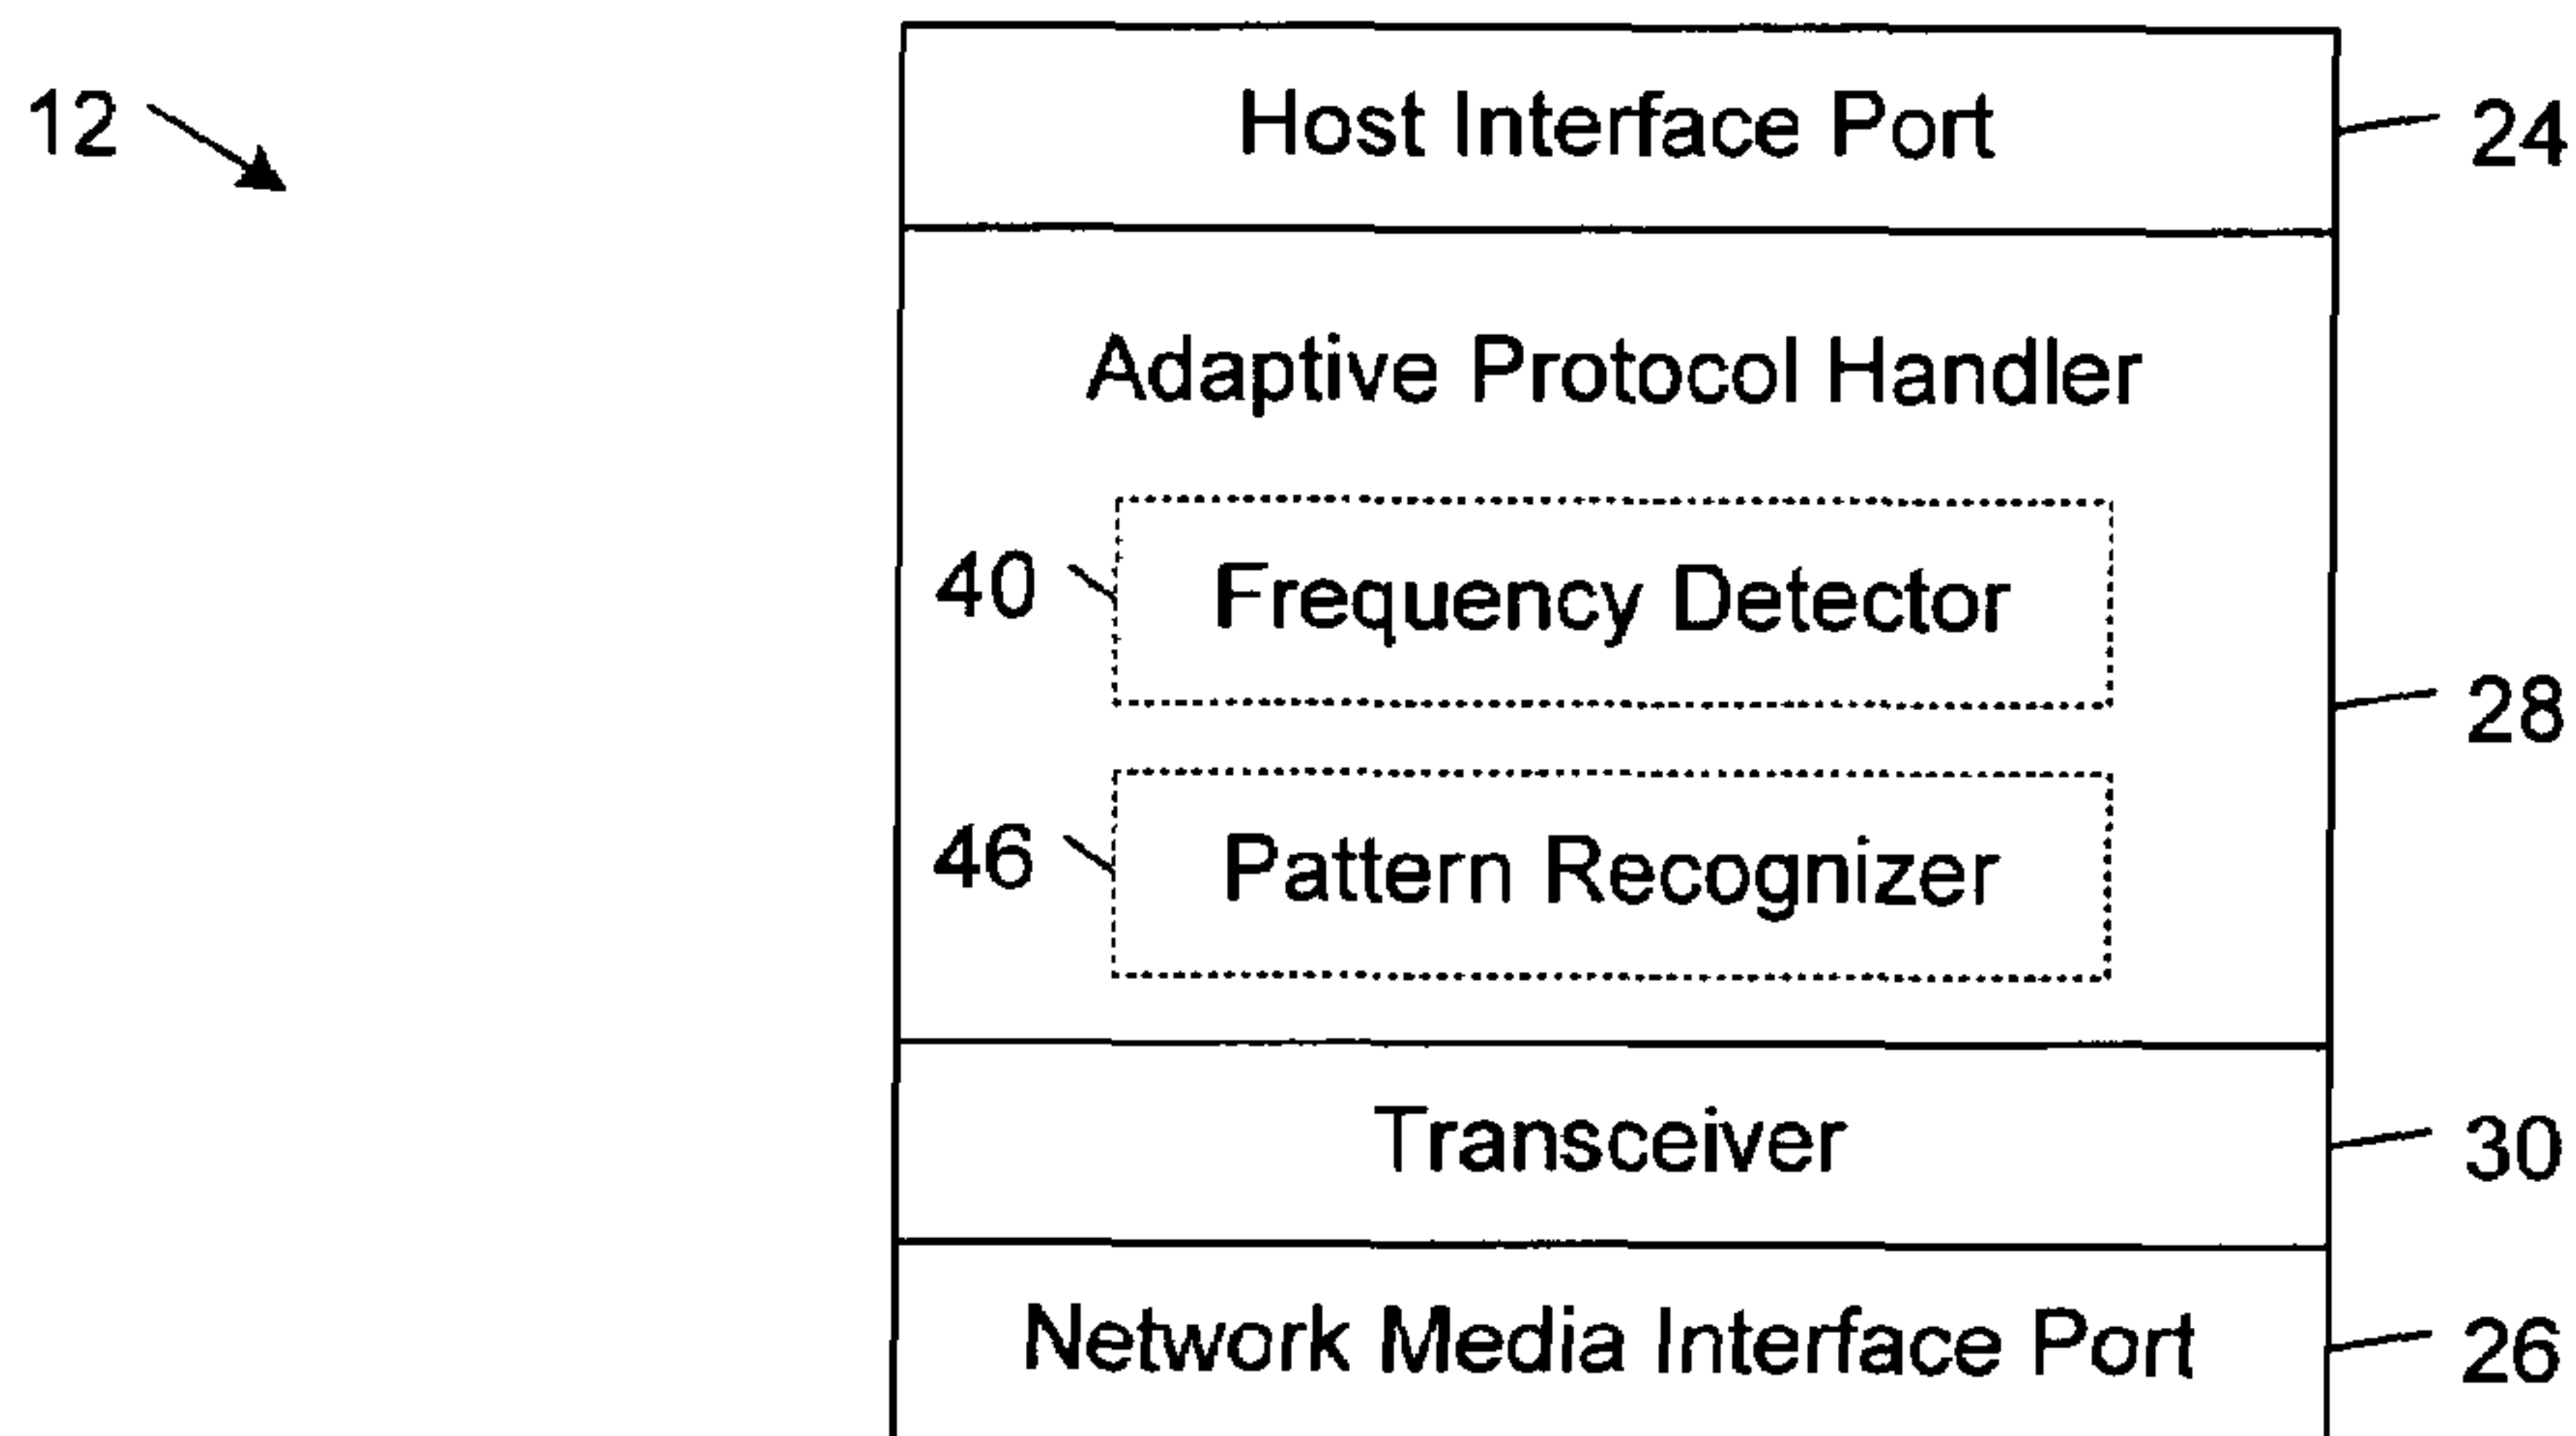 12
Host Interface Port
24
Adaptive Protocol Handler
40
Frequency Detector
28
46
Pattern Recognizer
Transceiver
30
Network Media Interface Port
26